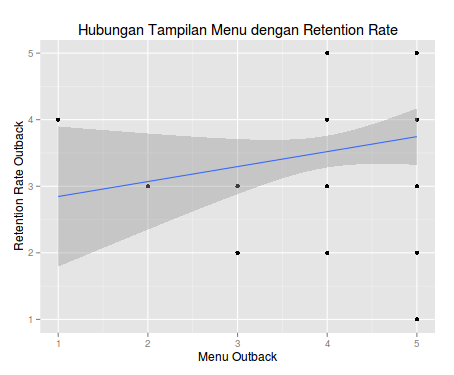 Hubungan Tampilan Menu dengan Retention Rate
5
4
3
2
1
Retention Rate Outback
1 2 3 4 5
Menu Outback